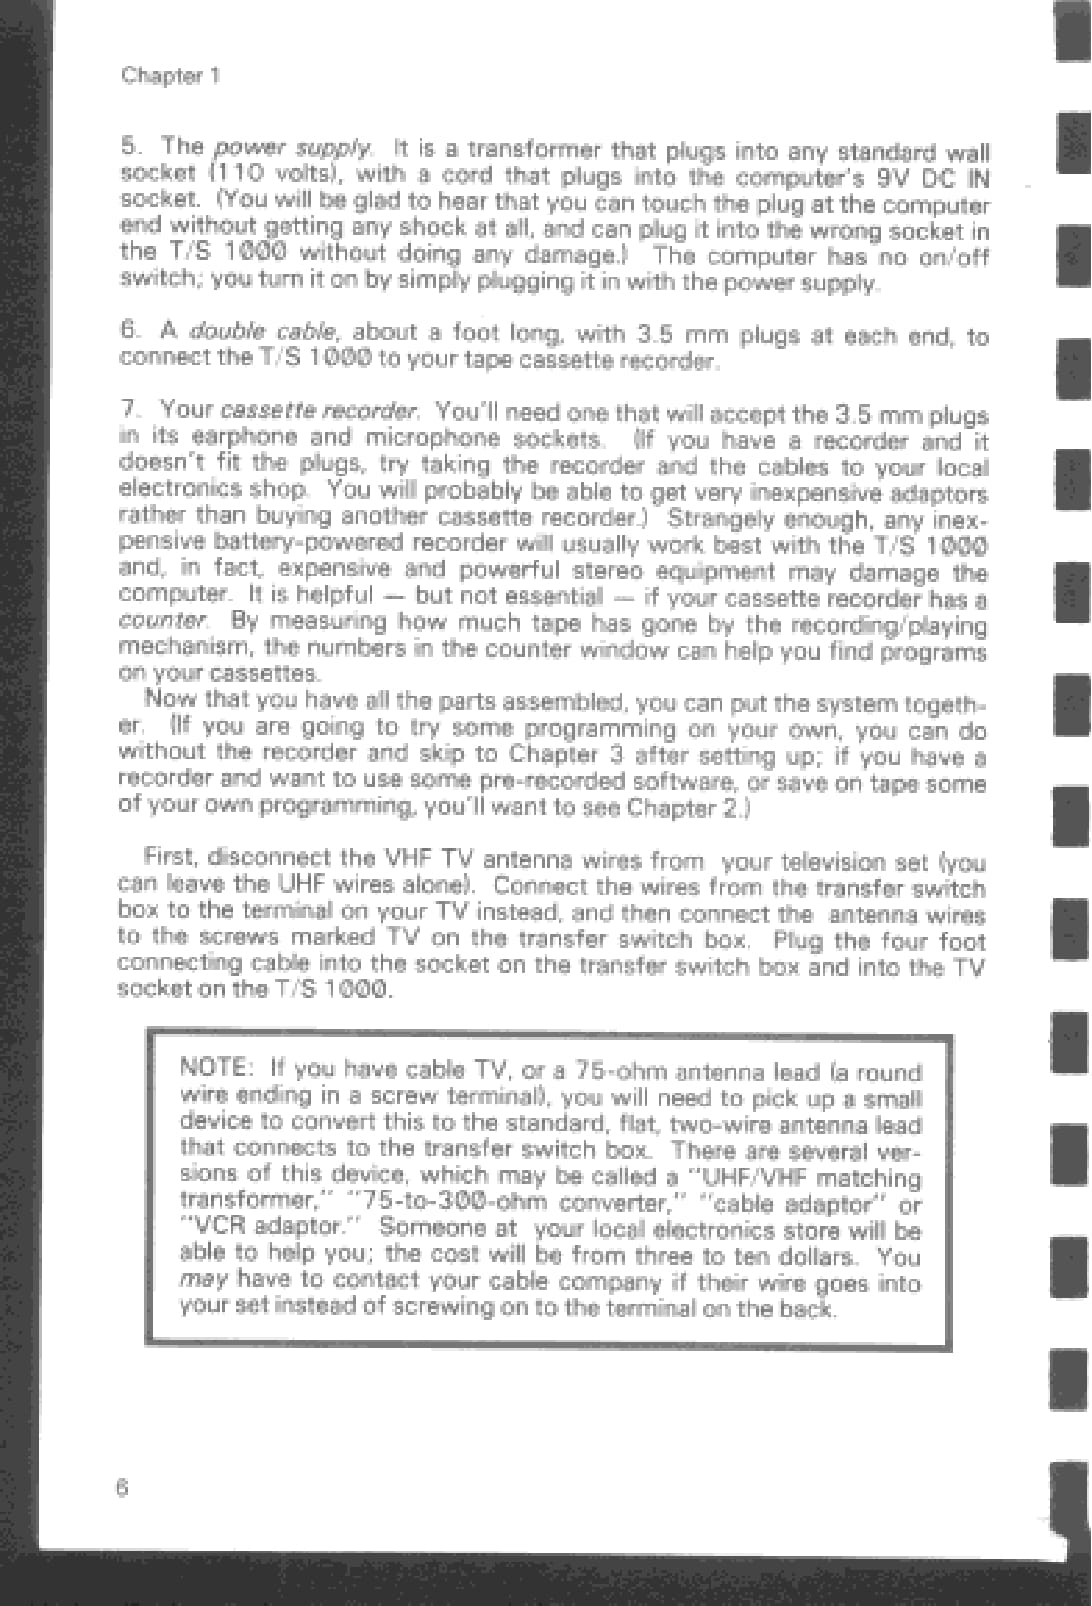 Chapter 1
5. The power supply. It is a transformer that plugs into any standard wall
socket (110 volts), with a cord that plugs into the computer's 9V DC IN
socket. (You will be glad to hear that you can touch the plug at the computer
end without getting any shock at all, and can plug it into the wrong socket in
the T/S 1000 without doing any damage.) The computer has no on/off
switch; you turn it on by simply plugging it in with the power supply.
6. A double cable, about a foot long, with 3.5 mm plugs at each end, to
connect the T/S 1000 to your tape cassette recorder.
7. Your cassette recorder. You'll need one that will accept the 3.5 mm plugs
in its earphone and microphone sockets. (If you have a recorder and it
doesn't fit the plugs, try taking the recorder and the cables to your local
electronics shop. You will probably be able to get very inexpensive adaptors
rather than buying another cassette recorder.) Strangely enough, any inex-
pensive battery-powered recorder will usually work best with the T/S 1000
and, in fact, expensive and powerful stereo equipment may damage the
computer. It is helpful — but not essential — if your cassette recorder has a
counter. By measuring how much tape has gone by the recording/playing
mechanism, the numbers in the counter window can help you find programs
on your cassettes.
Now that you have all the parts assembled, you can put the system togeth-
er. (If you are going to try some programming on your own, you can do
without the recorder and skip to Chapter 3 after setting up; if you have a
recorder and want to use some pre-recorded software, or save on tape some
of your own programming, you'll want to see Chapter 2.)
First, disconnect the VHF TV antenna wires from your television set (you
can leave the UHF wires alone). Connect the wires from the transfer switch
box to the terminal on your TV instead, and then connect the antenna wires
to the screws marked TV on the transfer switch box. Plug the four foot
connecting cable into the socket on the transfer switch box and into the TV
socket on the T/S 1000.
NOTE: If you have cable TV, or a 75-ohm antenna lead (a round
wire ending in a screw terminal), you will need to pick up a small
device to convert this to the standard, flat, two-wire antenna lead
that connects to the transfer switch box. There are several ver-
sions of this device, which may be called a "UHF/VHF matching
transformer," "75-to-300-ohm converter," "cable adaptor" or
"VCR adaptor." Someone at your local electronics store will be
able to help you; the cost will be from three to ten dollars. You
may have to contact your cable company if their wire goes into
your set instead of screwing on to the terminal on the back.
6